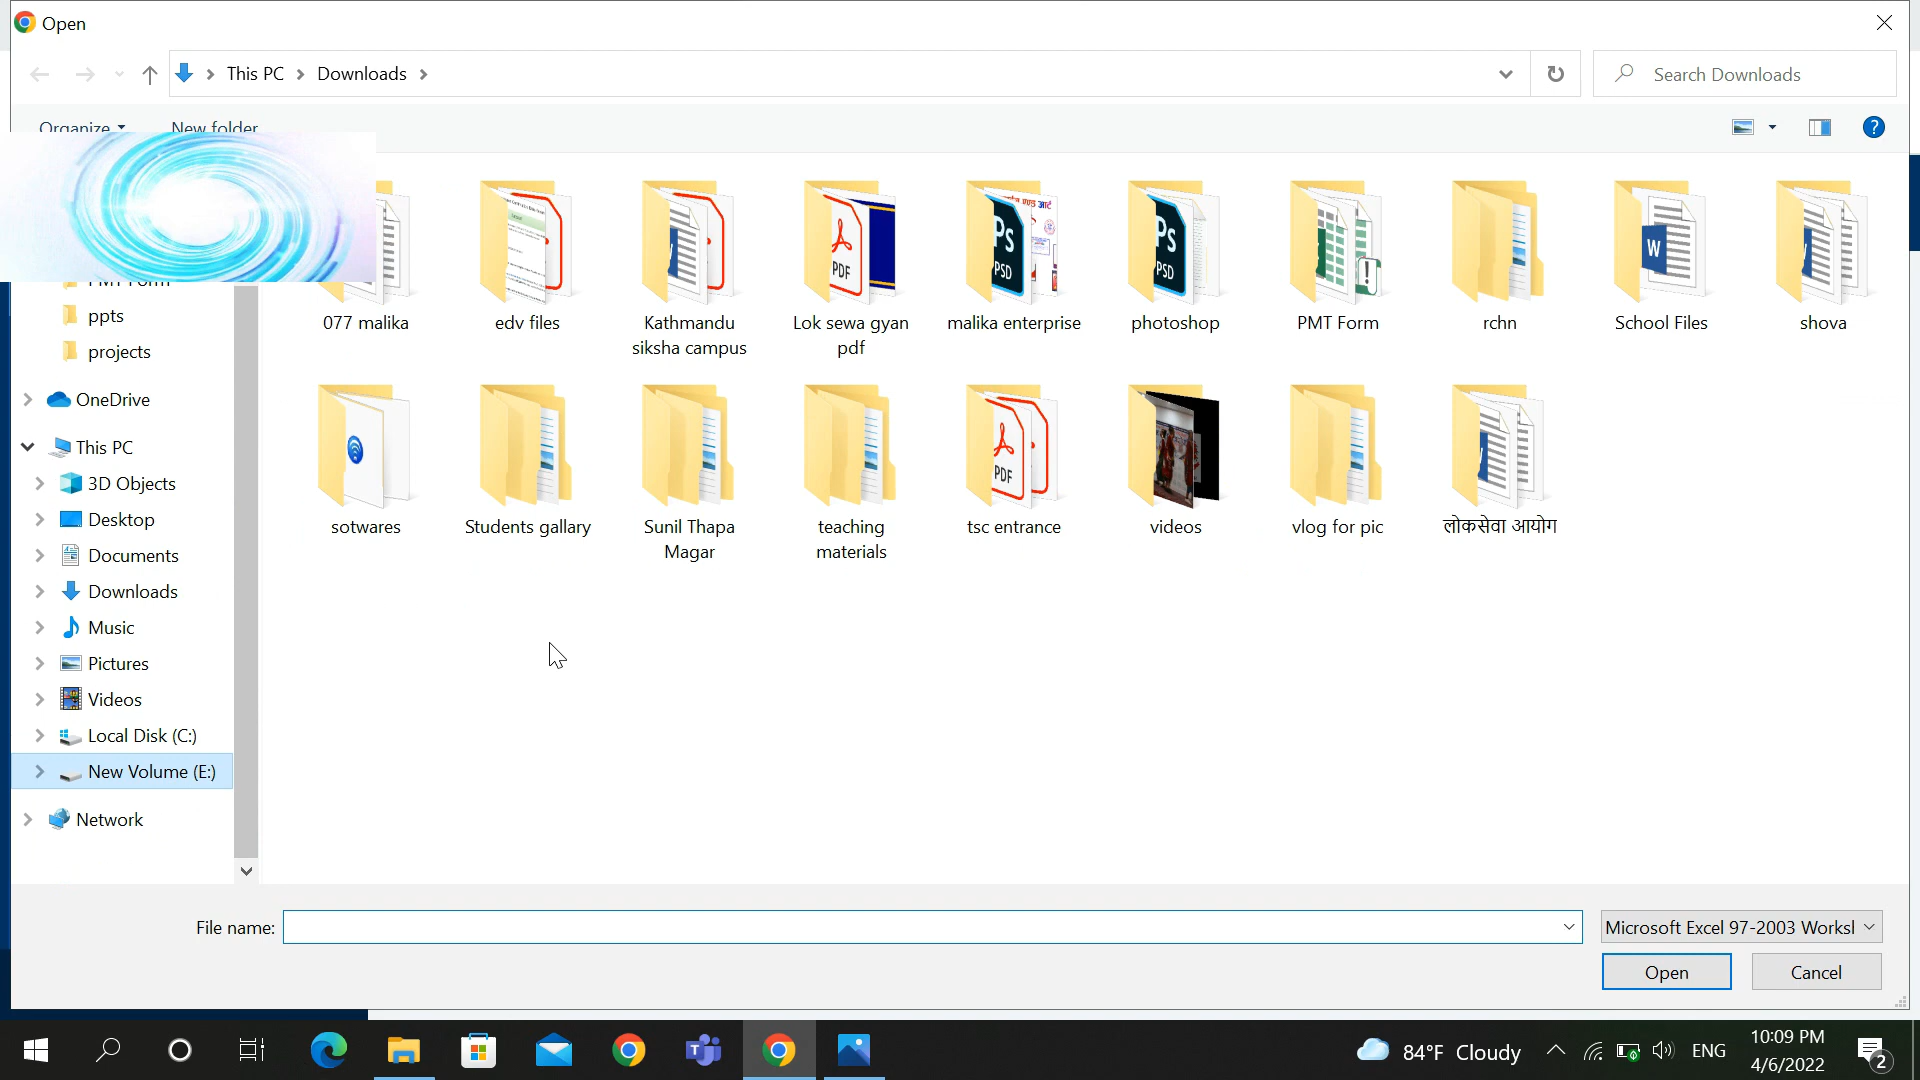 Open
This PC
Downloads
Search Downloads
Organize
New folder
PMT Form
ppts
projects
OneDrive
This PC
3D Objects
Desktop
Documents
Downloads
Music
Pictures
Videos
Local Disk (C:)
New Volume (E:)
Network
077 malika
edv files
Kathmandu
siksha campus
Lok sewa gyan
pdf
malika enterprise
photoshop
PMT Form
rchn
School Files
shova
sotwares
Students gallary
Sunil Thapa
Magar
teaching
materials
tsc entrance
videos
vlog for pic
लोकसेवा आयोग
File name:
Microsoft Excel 97-2003 Worksl
Open
Cancel
84°F Cloudy
ENG
10:09 PM
4/6/2022
2